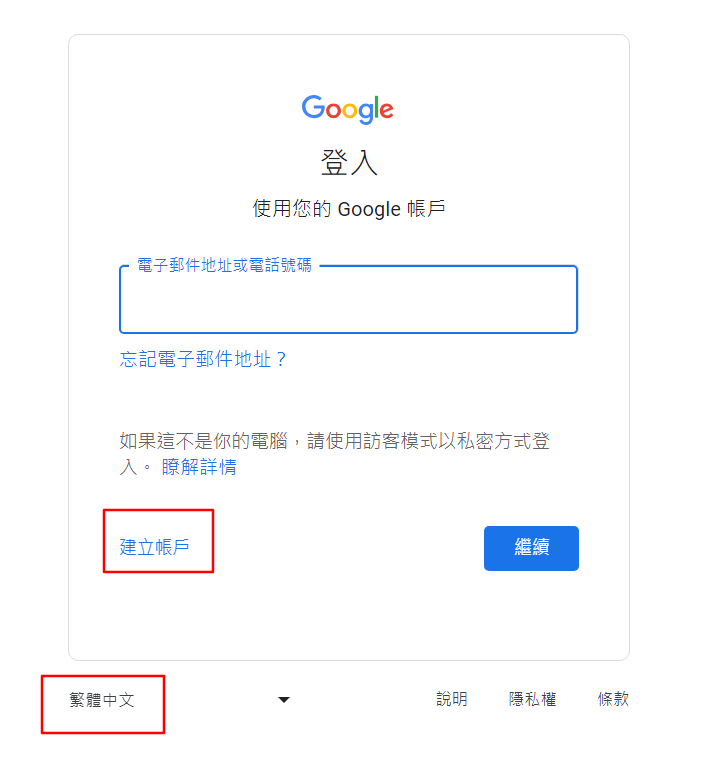 Google
登入
使用您的 Google 帳戶
電子郵件地址或電話號碼
忘記電子郵件地址？
如果這不是你的電腦，請使用訪客模式以私密方式登
入。 瞭解詳情
建立帳戶
繼續
繁體中文
說明
隱私權
條款